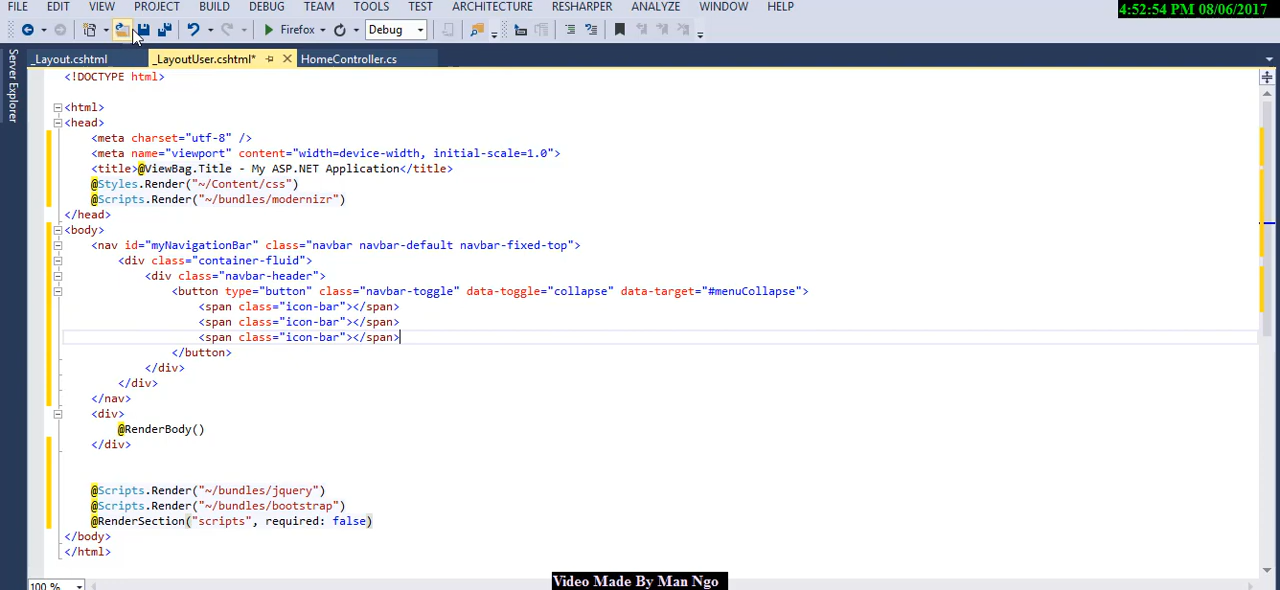 4:52:54 PM 08/06/2017
FILE EDIT VIEW PROJECT BUILD DEBUG TEAM TOOLS TEST ARCHITECTURE RESHARPER ANALYZE WINDOW HELP
Firefox Debug
_Layout.cshtml _LayoutUser.cshtml* HomeController.cs
Server Explorer
<!DOCTYPE html>
<html>
<head>
<meta charset="utf-8" />
<meta name="viewport" content="width=device-width, initial-scale=1.0">
<title>@ViewBag.Title - My ASP.NET Application</title>
@Styles.Render("~/Content/css")
@Scripts.Render("~/bundles/modernizr")
</head>
<body>
<nav id="myNavigationBar" class="navbar navbar-default navbar-fixed-top">
<div class="container-fluid">
<div class="navbar-header">
<button type="button" class="navbar-toggle" data-toggle="collapse" data-target="#menuCollapse">
<span class="icon-bar"></span>
<span class="icon-bar"></span>
<span class="icon-bar"></span>
</button>
</div>
</div>
</nav>
<div>
@RenderBody()
</div>
@Scripts.Render("~/bundles/jquery")
@Scripts.Render("~/bundles/bootstrap")
@RenderSection("scripts", required: false)
</body>
</html>
100 %
Video Made By Man Ngo